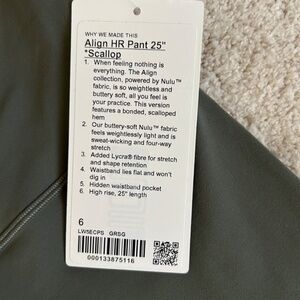 WHY WE MADE THIS
Align HR Pant 25"
*Scallop
1. When feeling nothing is
everything. The Align
collection, powered by Nulu™
fabric, is so weightless and
buttery soft, all you feel is
your practice. This version
features a bonded, scalloped
hem
2. Our buttery-soft Nulu™ fabric
feels weightlessly light and is
sweat-wicking and four-way
stretch
3. Added Lycra® fibre for stretch
and shape retention
4. Waistband lies flat and won't
dig in
5. Hidden waistband pocket
6. High rise, 25" length
6
LW5ECPS GRSG
000133875116